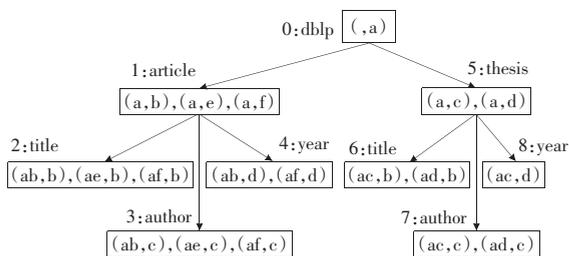 0:dblp (,a)
1:article 5:thesis
(a,b),(a,e),(a,f) (a,c),(a,d)
2:title 4:year 6:title 8:year
(ab,b),(ae,b),(af,b) (ab,d),(af,d) (ac,b),(ad,b) (ac,d)
3:author 7:author
(ab,c),(ae,c),(af,c) (ac,c),(ad,c)